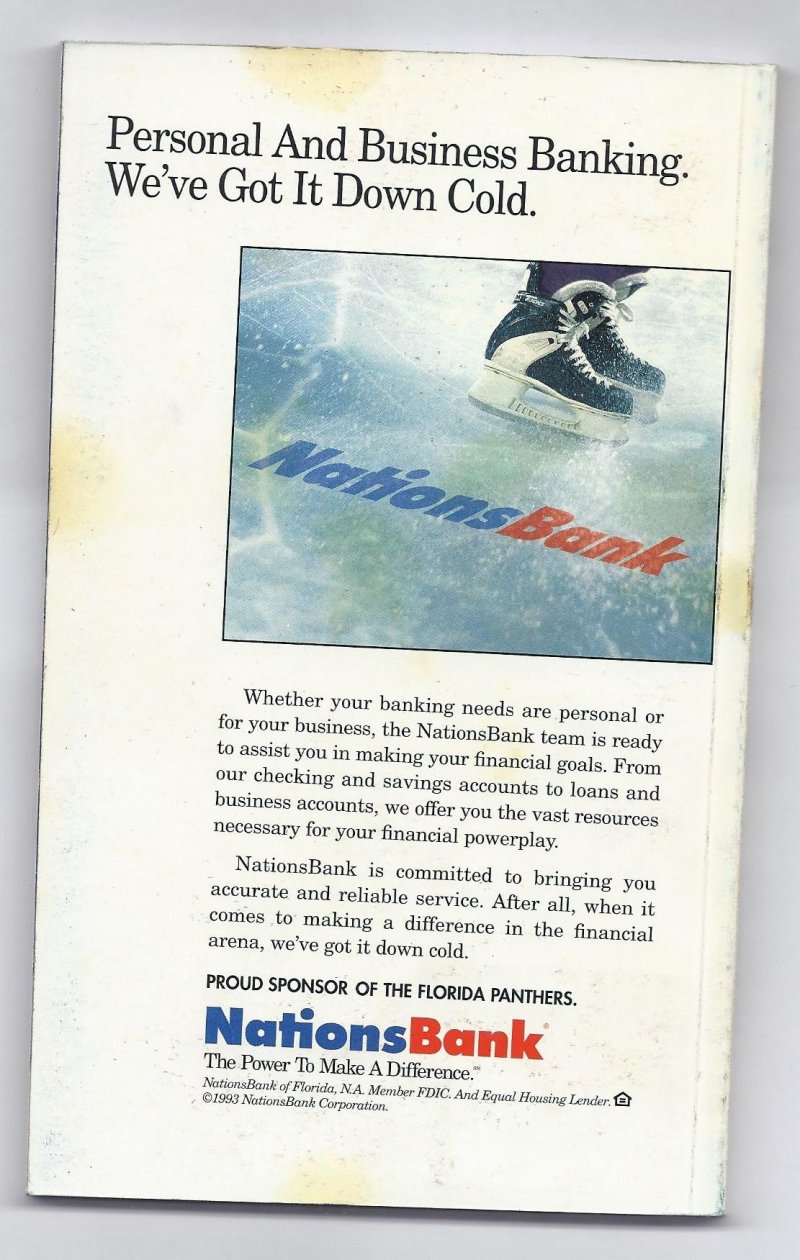 Personal And Business Banking.
We've Got It Down Cold.
NationsBank
Whether your banking needs are personal or
for your business, the NationsBank team is ready
to assist you in making your financial goals. From
our checking and savings accounts to loans and
business accounts, we offer you the vast resources
necessary for your financial powerplay.
NationsBank is committed to bringing you
accurate and reliable service. After all, when it
comes to making a difference in the financial
arena, we've got it down cold.
PROUD SPONSOR OF THE FLORIDA PANTHERS.
NationsBank®
The Power To Make A Difference.℠
NationsBank of Florida, N.A. Member FDIC. And Equal Housing Lender.
©1993 NationsBank Corporation.